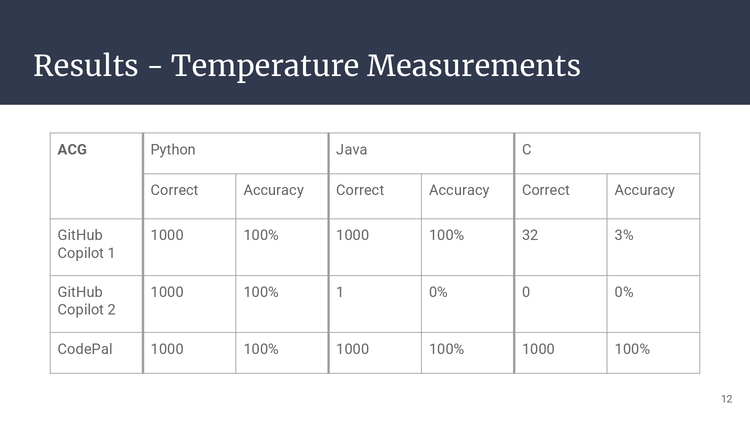 Results - Temperature Measurements
ACG Python Java C
Correct Accuracy Correct Accuracy Correct Accuracy
GitHub Copilot 1 1000 100% 1000 100% 32 3%
GitHub Copilot 2 1000 100% 1 0% 0 0%
CodePal 1000 100% 1000 100% 1000 100%
12